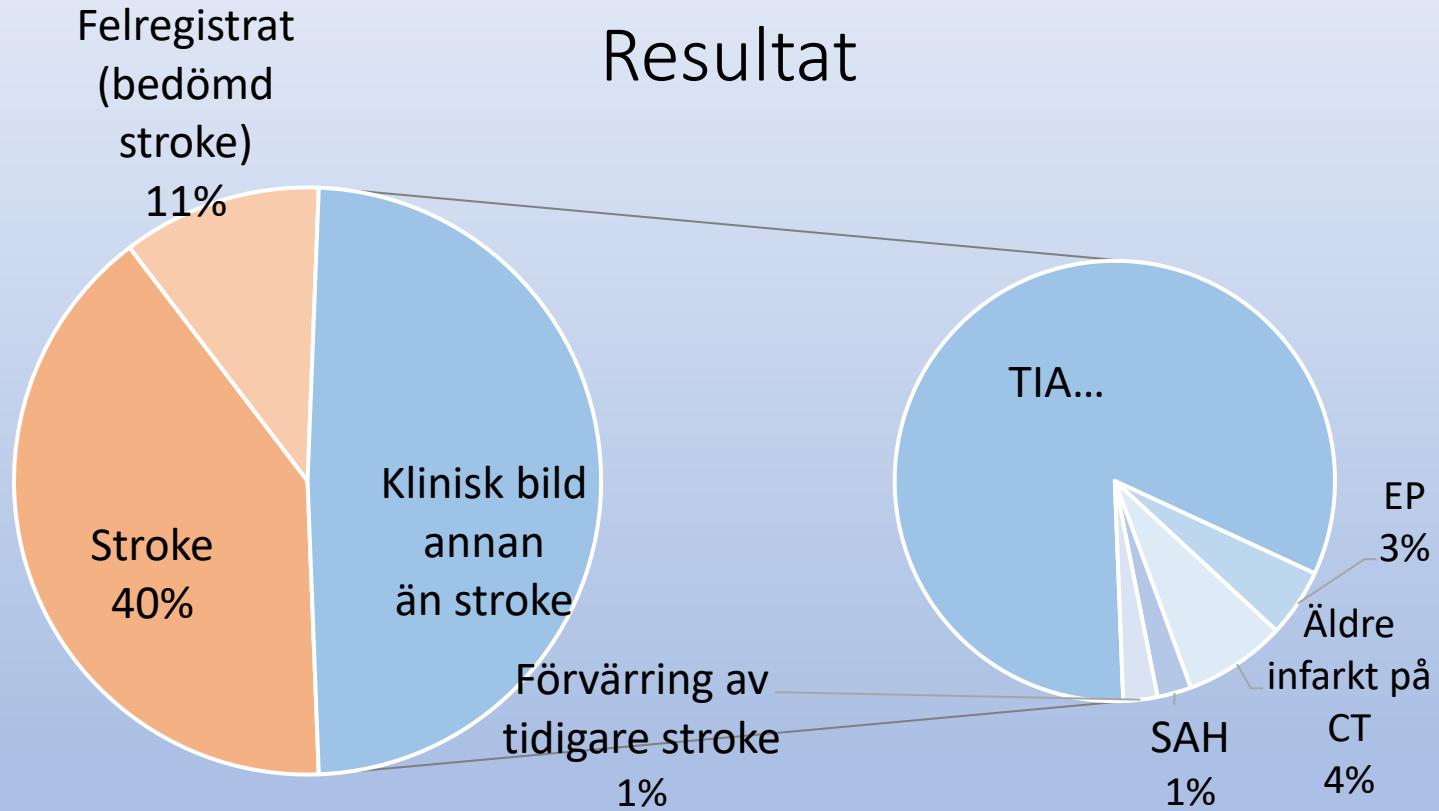 Resultat
Felregistrat
(bedömd
stroke)
11%
Stroke
40%
Klinisk bild
annan
än stroke
TIA...
EP
3%
Äldre
infarkt på
CT
4%
SAH
1%
Förvärring av
tidigare stroke
1%